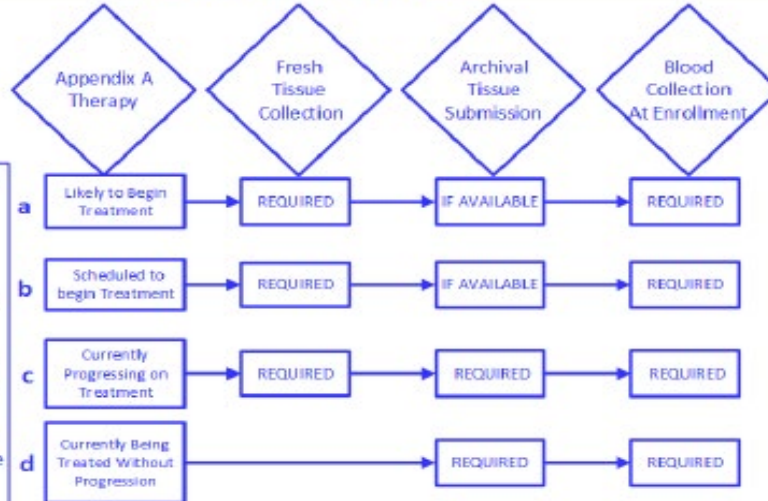 Appendix A
Therapy
Fresh
Tissue
Collection
Archival
Tissue
Submission
Blood
Collection
At Enrollment
a
Likely to Begin
Treatment
REQUIRED
IF AVAILABLE
REQUIRED
b
Scheduled to
begin Treatment
REQUIRED
IF AVAILABLE
REQUIRED
c
Currently
Progressing on
Treatment
REQUIRED
REQUIRED
REQUIRED
e
d
Currently Being
Treated Without
Progression
REQUIRED
REQUIRED